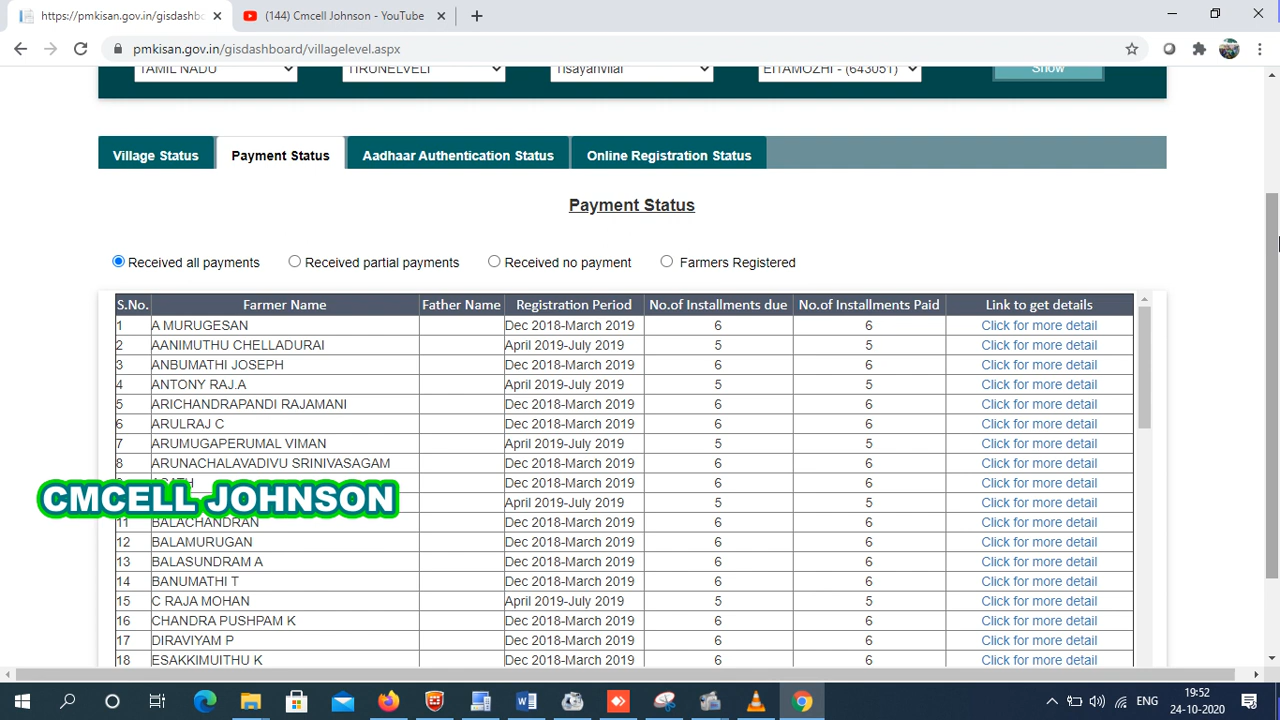 https://pmkisan.gov.in/gisdashbo (144) Cmcell Johnson - YouTube
pmkisan.gov.in/gisdashboard/villagelevel.aspx
TAMIL NADU TIRUNELVELI Tisayanvilai EITAMOZHI - (643051) Show
Village Status Payment Status Aadhaar Authentication Status Online Registration Status
Payment Status
Received all payments Received partial payments Received no payment Farmers Registered
S.No. Farmer Name Father Name Registration Period No.of Installments due No.of Installments Paid Link to get details
1 A MURUGESAN Dec 2018-March 2019 6 6 Click for more detail
2 AANIMUTHU CHELLADURAI April 2019-July 2019 5 5 Click for more detail
3 ANBUMATHI JOSEPH Dec 2018-March 2019 6 6 Click for more detail
4 ANTONY RAJ.A April 2019-July 2019 5 5 Click for more detail
5 ARICHANDRAPANDI RAJAMANI Dec 2018-March 2019 6 6 Click for more detail
6 ARULRAJ C Dec 2018-March 2019 6 6 Click for more detail
7 ARUMUGAPERUMAL VIMAN April 2019-July 2019 5 5 Click for more detail
8 ARUNACHALAVADIVU SRINIVASAGAM Dec 2018-March 2019 6 6 Click for more detail
Dec 2018-March 2019 6 6 Click for more detail
CMCELL JOHNSON
April 2019-July 2019 5 5 Click for more detail
11 BALACHANDRAN Dec 2018-March 2019 6 6 Click for more detail
12 BALAMURUGAN Dec 2018-March 2019 6 6 Click for more detail
13 BALASUNDRAM A Dec 2018-March 2019 6 6 Click for more detail
14 BANUMATHI T Dec 2018-March 2019 6 6 Click for more detail
15 C RAJA MOHAN April 2019-July 2019 5 5 Click for more detail
16 CHANDRA PUSHPAM K Dec 2018-March 2019 6 6 Click for more detail
17 DIRAVIYAM P Dec 2018-March 2019 6 6 Click for more detail
18 ESAKKIMUITHU K Dec 2018-March 2019 6 6 Click for more detail
ENG 19:52
24-10-2020